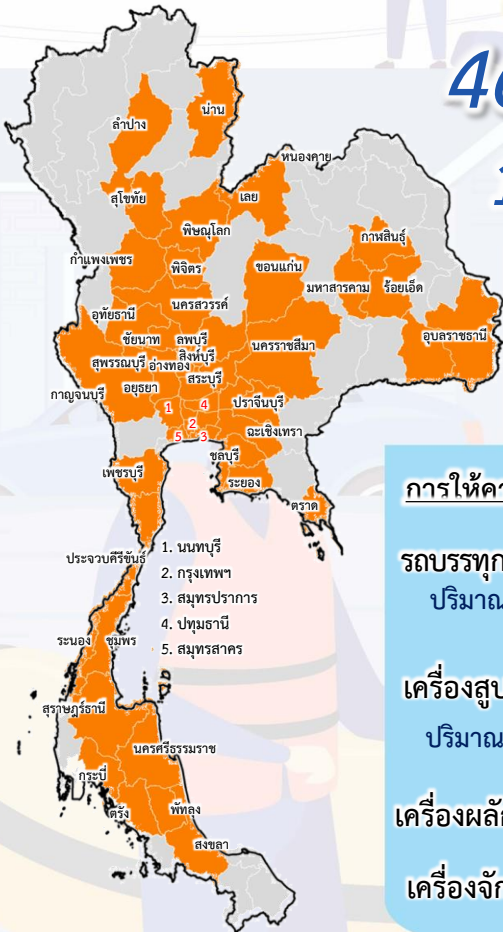 46
1
น่าน
ลำปาง
หนองคาย
สุโขทัย
เลย
พิษณุโลก
กาฬสินธุ์
กำแพงเพชร
พิจิตร
ขอนแก่น
มหาสารคาม
ร้อยเอ็ด
นครสวรรค์
อุทัยธานี
อุบลราชธานี
ชัยนาท
ลพบุรี
นครราชสีมา
สุพรรณบุรี
อ่างทอง
สิงห์บุรี
สระบุรี
กาญจนบุรี
อยุธยา
ปราจีนบุรี
1
4
2
5
3
ฉะเชิงเทรา
ชลบุรี
เพชรบุรี
ระยอง
ตราด
ประจวบคีรีขันธ์
1. นนทบุรี
2. กรุงเทพฯ
3. สมุทรปราการ
4. ปทุมธานี
5. สมุทรสาคร
ระนอง
ชุมพร
สุราษฎร์ธานี
นครศรีธรรมราช
กระบี่
ตรัง
พัทลุง
สงขลา
การให้
รถบรรทุก
ปริมาณ
เครื่องสูบ
ปริมาณ
เครื่องผลัก
เครื่องจัก